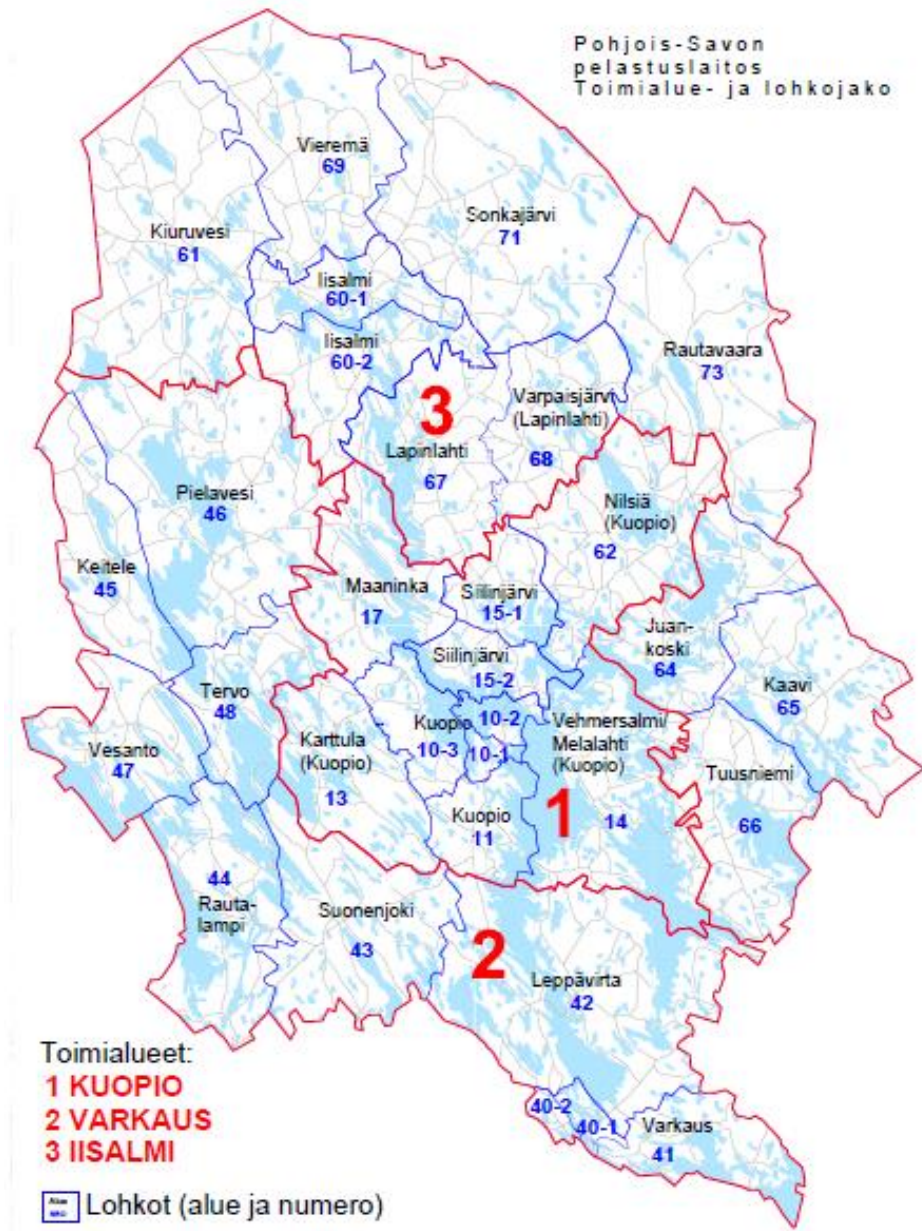 Pohjois-Savon
pelastuslaitos
Toimialue- ja lohkojako
Vieremä
69
Sonkajärvi
71
Kiuruvesi
61
Iisalmi
60-1
Iisalmi
60-2
Rautavaara
73
3
Varpaisjärvi
(Lapinlahti)
68
Lapinlahti
67
Pielavesi
46
Nilsiä
(Kuopio)
62
Keitele
45
Maaninka
17
Siilinjärvi
15-1
Juan-
koski
64
Siilinjärvi
15-2
Kaavi
65
Tervo
48
Kuopio
10-3
10-2
10-1
Vehmersalmi/
Melalahti
(Kuopio)
14
Vesanto
47
Karttula
(Kuopio)
13
Tuusniemi
66
Kuopio
11
1
44
Rauta-
lampi
Suonenjoki
43
2
Leppävirta
42
40-2
40-1
Varkaus
41
Toimialueet:
1 KUOPIO
2 VARKAUS
3 IISALMI
Alue
Lohkot (alue ja numero)